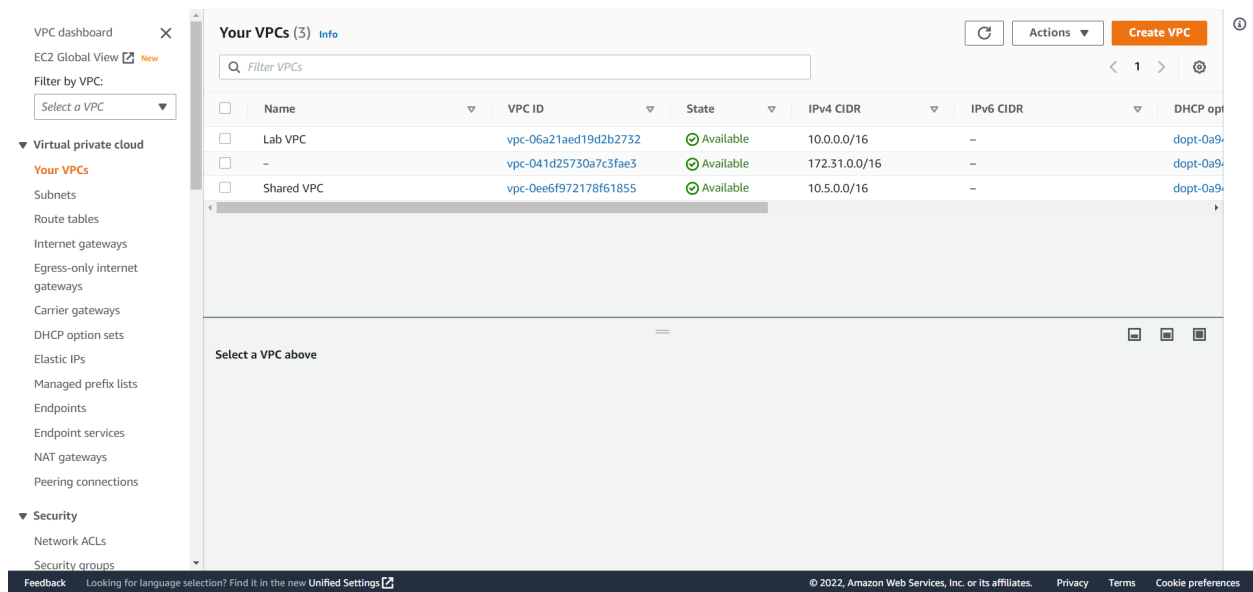 VPC dashboard
EC2 Global View New
Filter by VPC:
Select a VPC
Virtual private cloud
Your VPCs
Subnets
Route tables
Internet gateways
Egress-only internet
gateways
Carrier gateways
DHCP option sets
Elastic IPs
Managed prefix lists
Endpoints
Endpoint services
NAT gateways
Peering connections
Security
Network ACLs
Security groups
Your VPCs (3) Info
Actions
Create VPC
Filter VPCs
1
Name VPC ID State IPv4 CIDR IPv6 CIDR DHCP opt
Lab VPC vpc-06a21aed19d2b2732 Available 10.0.0.0/16 – dopt-0a94
– vpc-041d25730a7c3fae3 Available 172.31.0.0/16 – dopt-0a94
Shared VPC vpc-0ee6f972178f61855 Available 10.5.0.0/16 – dopt-0a94
Select a VPC above
Feedback Looking for language selection? Find it in the new Unified Settings © 2022, Amazon Web Services, Inc. or its affiliates. Privacy Terms Cookie preferences